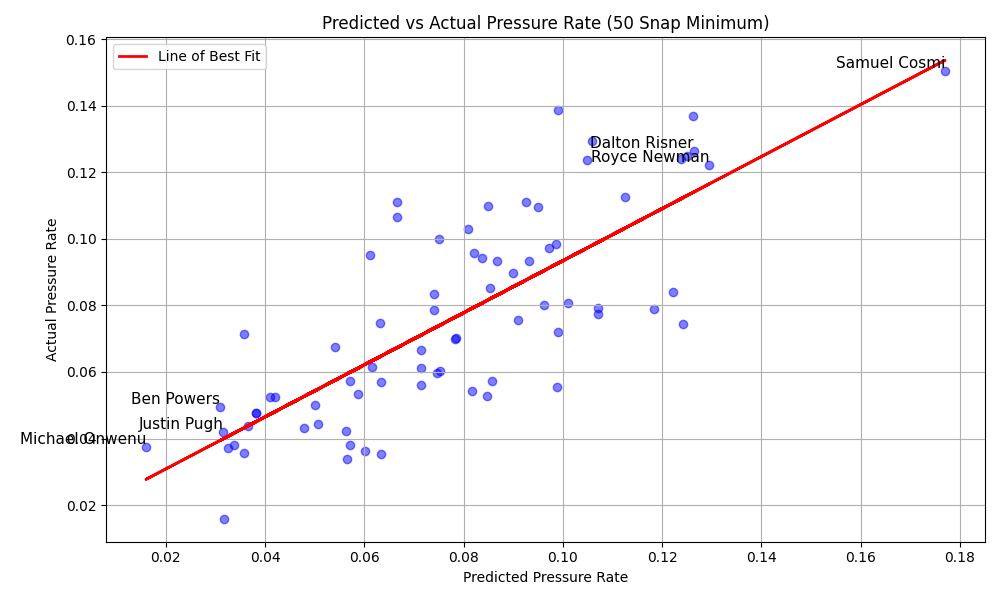 Predicted vs Actual Pressure Rate (50 Snap Minimum)
Line of Best Fit
Actual Pressure Rate
0.16
0.14
0.12
0.10
0.08
0.06
0.04
0.02
Samuel Cosmi
Dalton Risner
Royce Newman
Ben Powers
Justin Pugh
Michael Onwenu
0.02 0.04 0.06 0.08 0.10 0.12 0.14 0.16 0.18
Predicted Pressure Rate